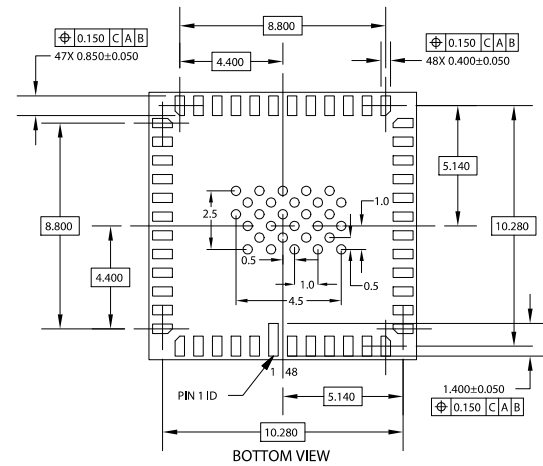 8.800
⌖ 0.150 C A B
47X 0.850±0.050
4.400
⌖ 0.150 C A B
48X 0.400±0.050
5.140
1.0
2.5
8.800
10.280
0.5
4.400
1.0
0.5
4.5
1.400±0.050
⌖ 0.150 C A B
PIN 1 ID
1
48
5.140
10.280
BOTTOM VIEW